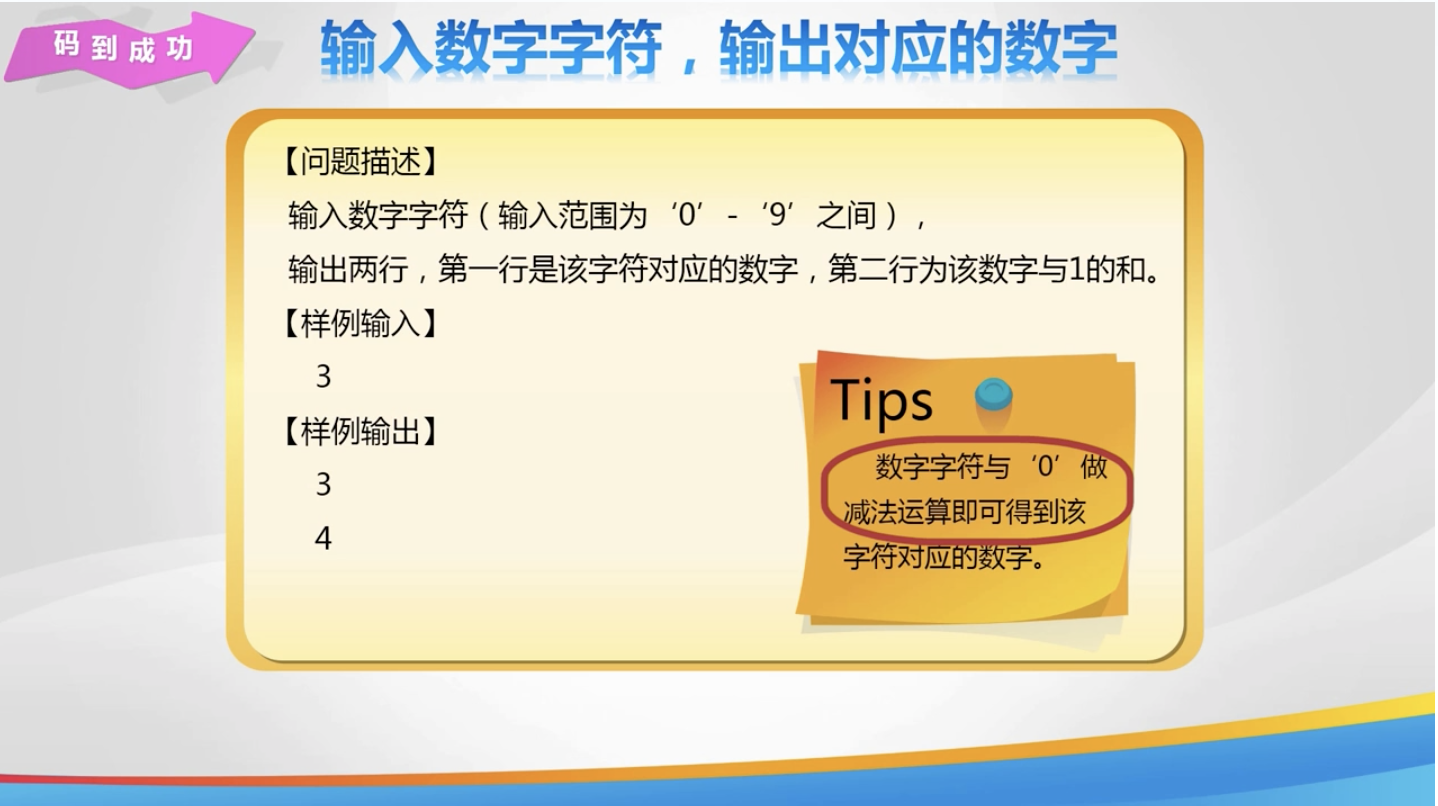 码到成功
输入数字字符，输出对应的数字
【问题描述】
输入数字字符（输入范围为‘0’-‘9’之间），
输出两行，第一行是该字符对应的数字，第二行为该数字与1的和。
【样例输入】
3
【样例输出】
3
4
Tips
数字字符与‘0’做
减法运算即可得到该
字符对应的数字。